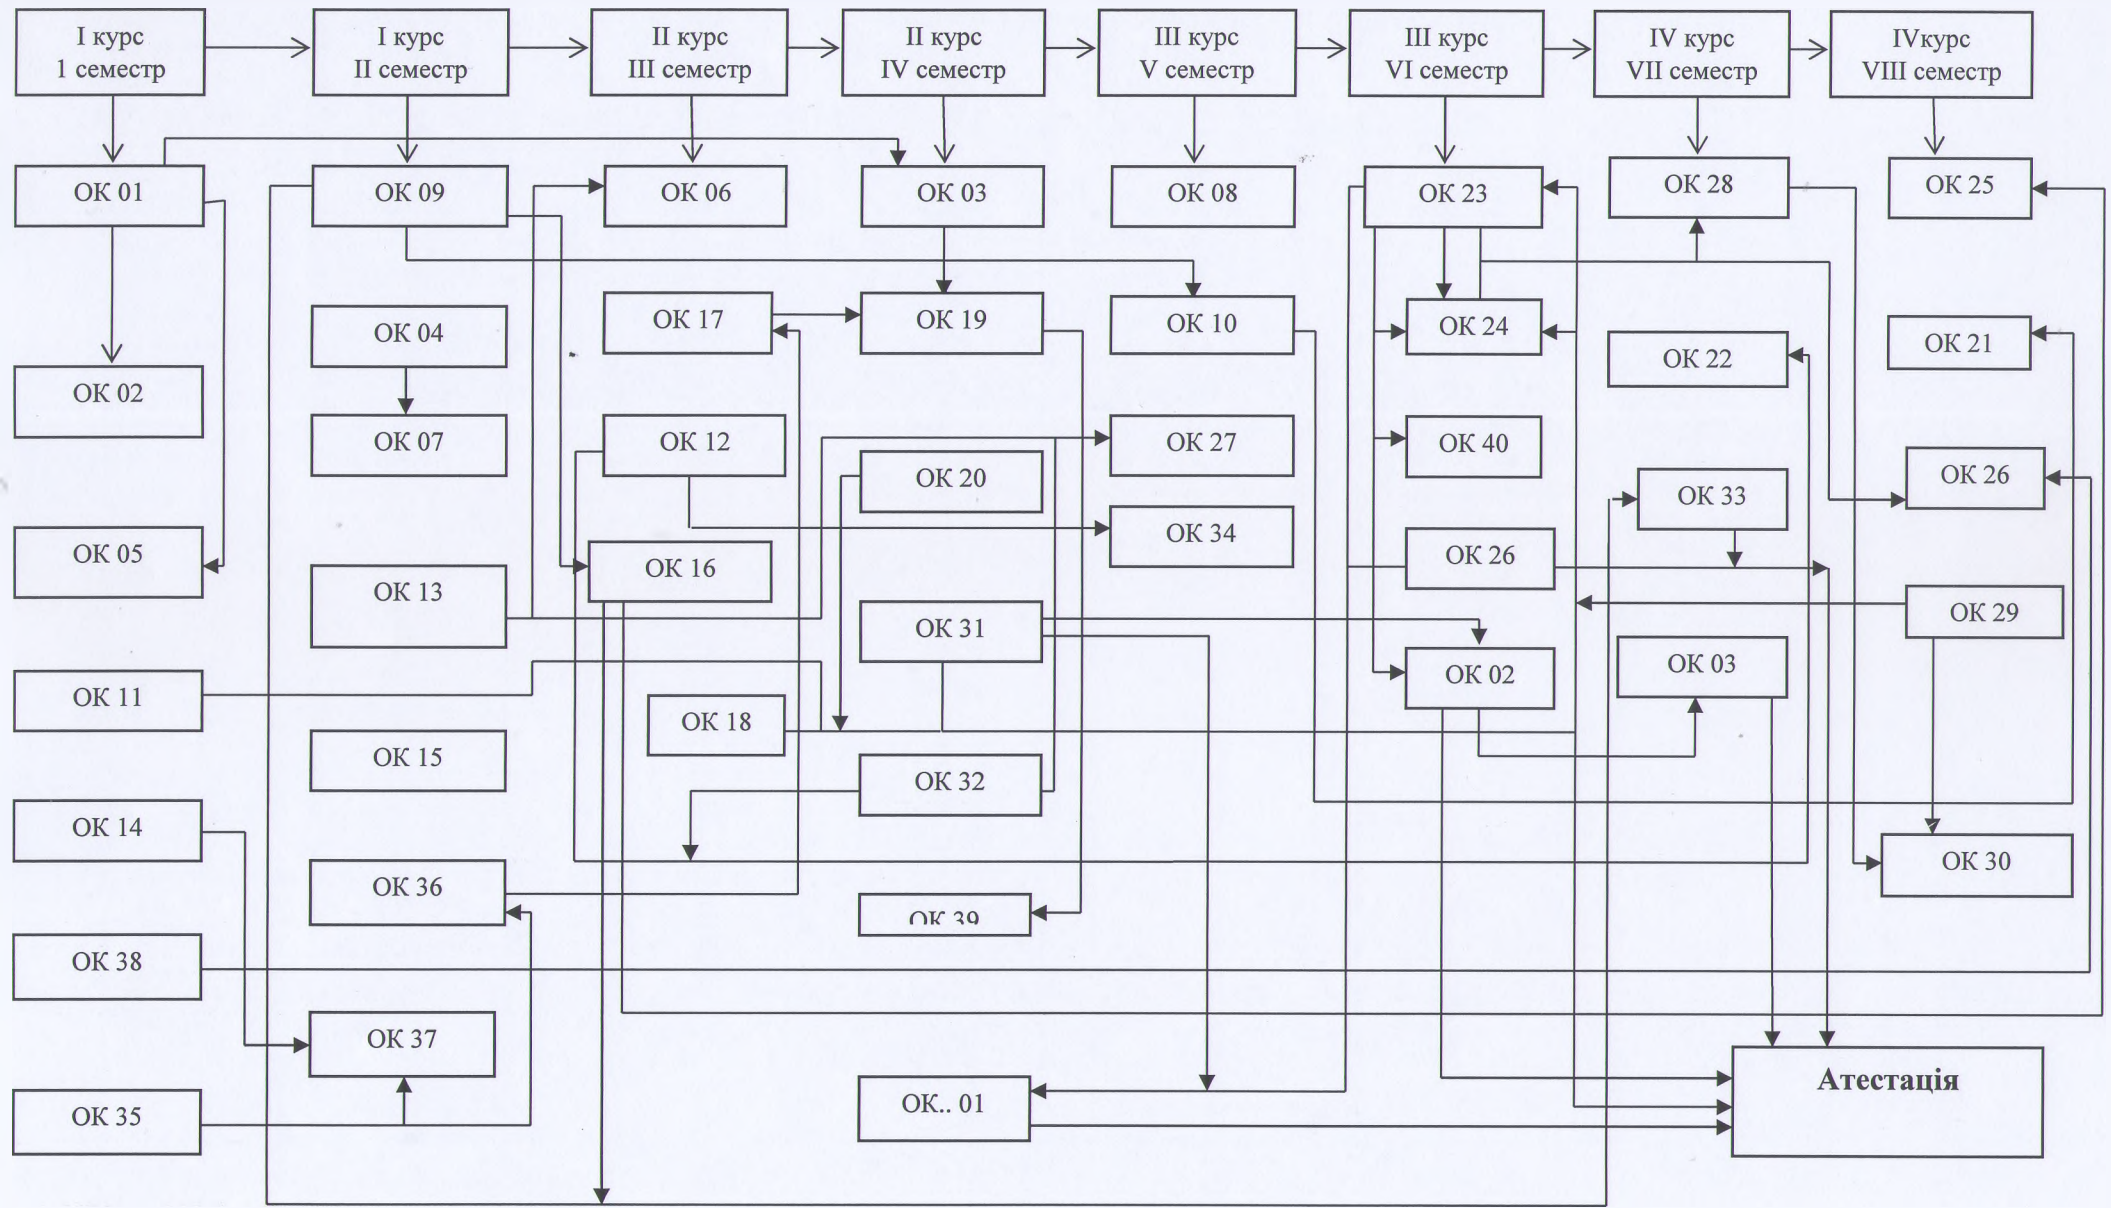 I курс
1 семестр
I курс
II семестр
II курс
III семестр
II курс
IV семестр
III курс
V семестр
III курс
VI семестр
IV курс
VII семестр
IVкурс
VIII семестр
ОК 01
ОК 02
ОК 05
ОК 11
ОК 14
ОК 38
ОК 35
ОК 09
ОК 04
ОК 07
ОК 13
ОК 15
ОК 36
ОК 37
ОК 06
ОК 17
ОК 12
ОК 16
ОК 18
ОК 03
ОК 19
ОК 20
ОК 31
ОК 32
ОК 39
ОК.. 01
ОК 08
ОК 10
ОК 27
ОК 34
ОК 23
ОК 24
ОК 40
ОК 26
ОК 02
ОК 28
ОК 22
ОК 33
ОК 03
ОК 25
ОК 21
ОК 26
ОК 29
ОК 30
Атестація